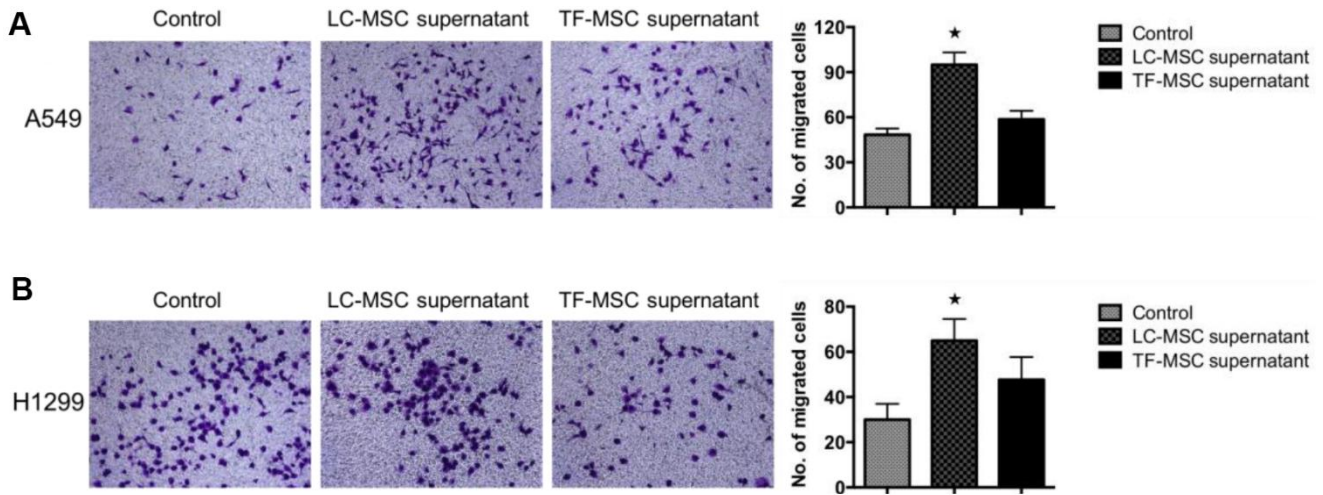 A
Control
LC-MSC supernatant
TF-MSC supernatant
A549
No. of migrated cells
120
90
60
30
0
★
Control
LC-MSC supernatant
TF-MSC supernatant
B
Control
LC-MSC supernatant
TF-MSC supernatant
H1299
No. of migrated cells
80
60
40
20
0
★
Control
LC-MSC supernatant
TF-MSC supernatant